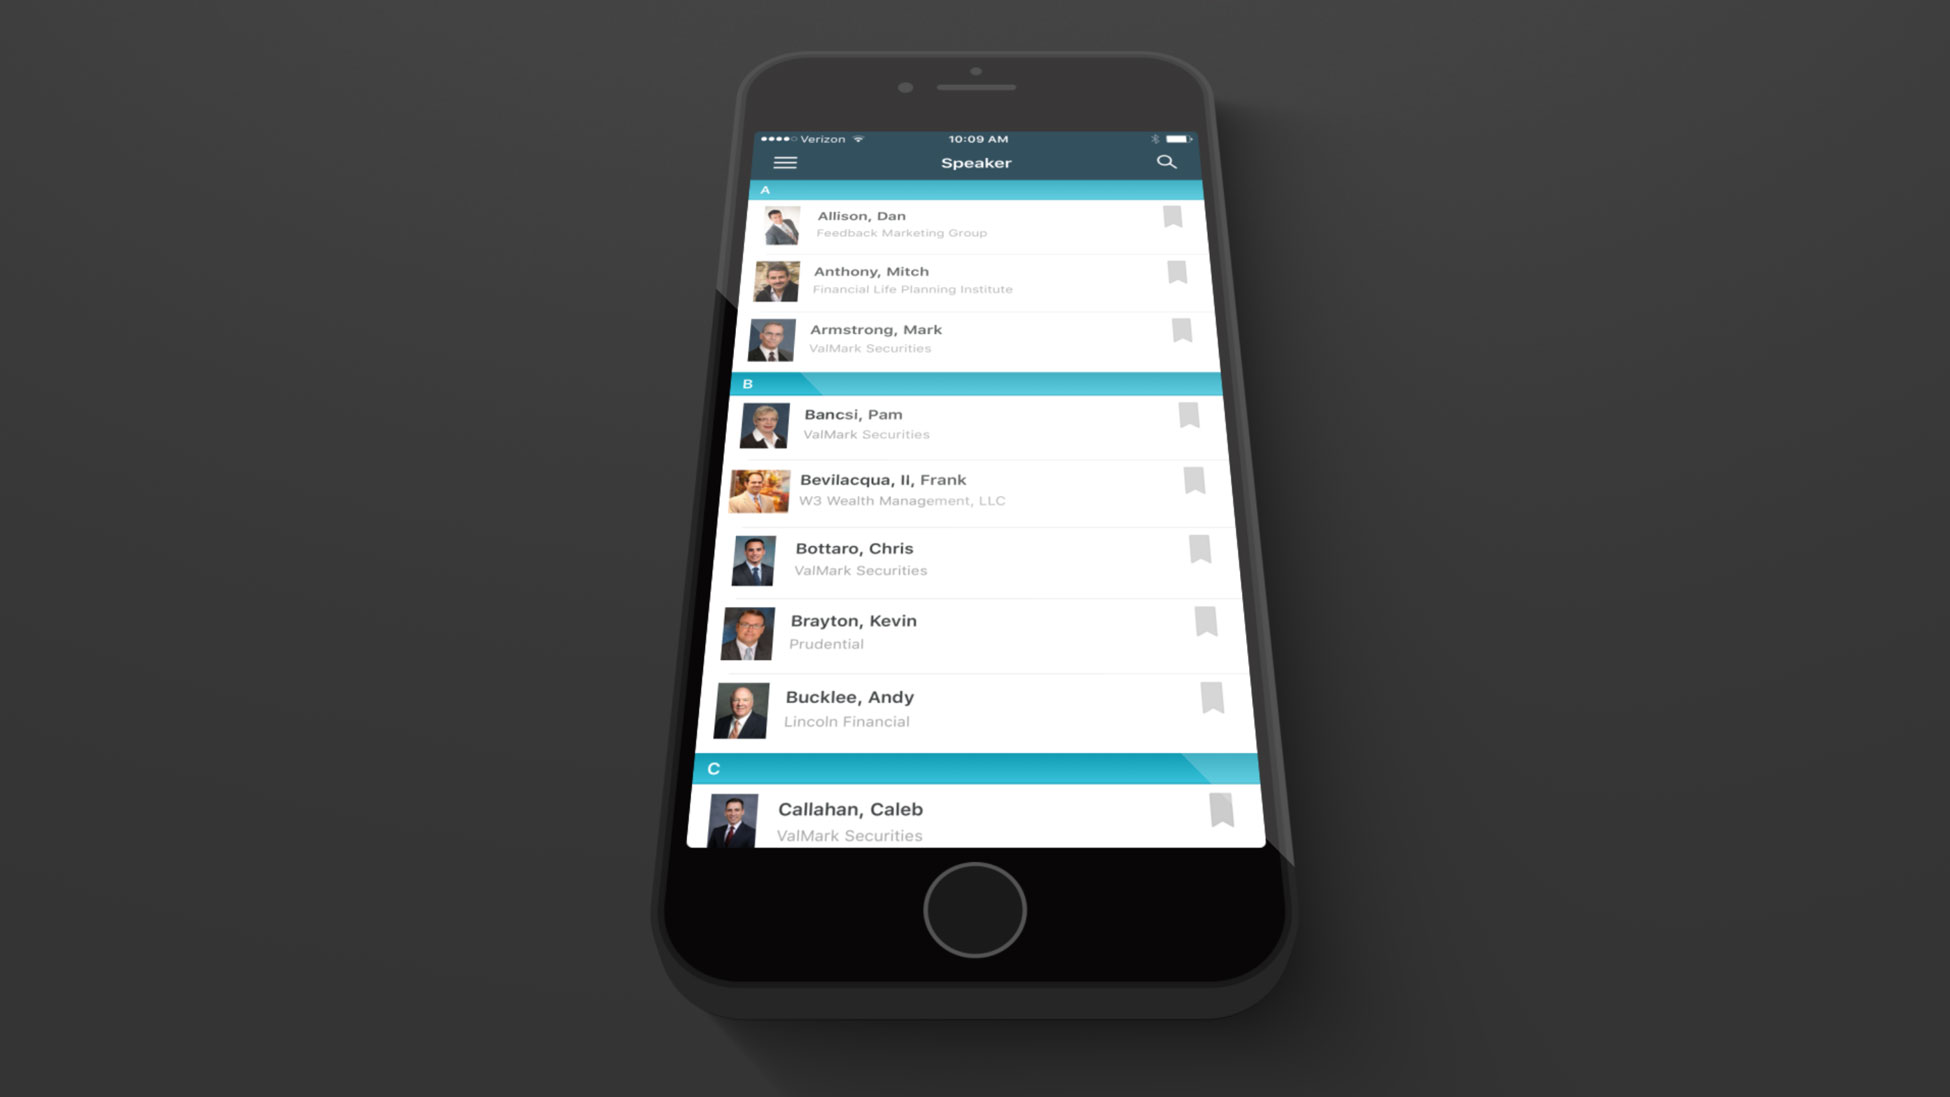 Verizon 10:09 AM
Speaker
A
Allison, Dan
Feedback Marketing Group
Anthony, Mitch
Financial Life Planning Institute
Armstrong, Mark
ValMark Securities
B
Bancsi, Pam
ValMark Securities
Bevilacqua, II, Frank
W3 Wealth Management, LLC
Bottaro, Chris
ValMark Securities
Brayton, Kevin
Prudential
Bucklee, Andy
Lincoln Financial
C
Callahan, Caleb
ValMark Securities